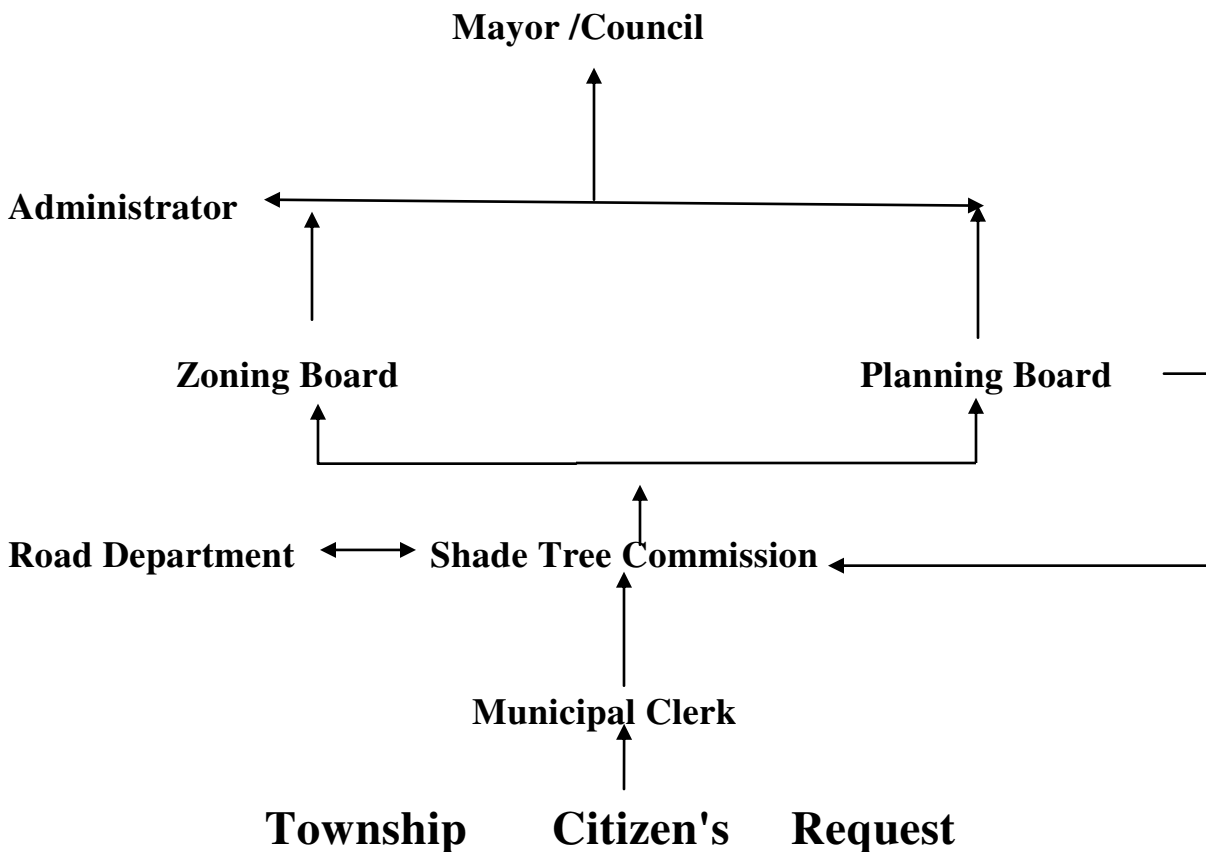 Mayor /Council
Administrator
Zoning Board
Planning Board
Road Department
Shade Tree Commission
Municipal Clerk
Township Citizen's Request